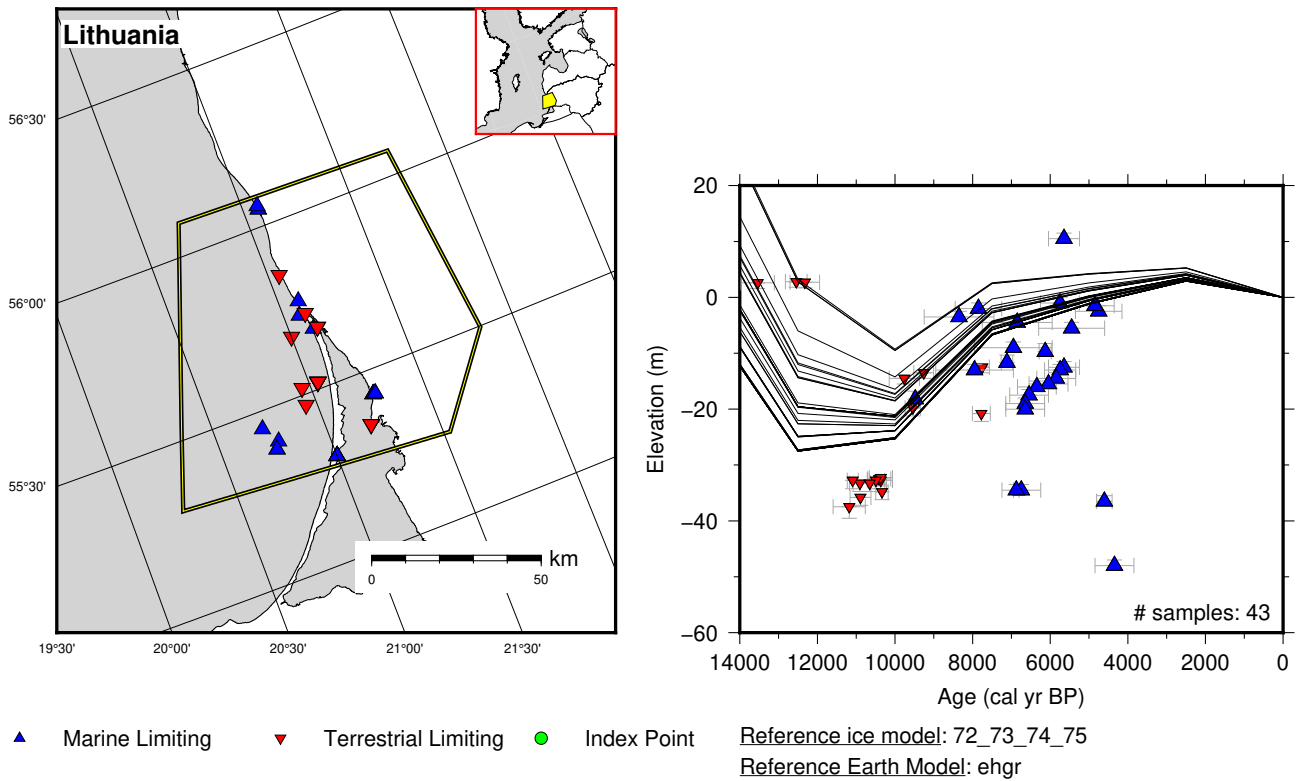 Lithuania
56°30'
56°00'
55°30'
19°30'
20°00'
20°30'
21°00'
21°30'
km
0
50
20
0
−20
−40
−60
Elevation (m)
# samples: 43
14000
12000
10000
8000
6000
4000
2000
0
Age (cal yr BP)
Marine Limiting
Terrestrial Limiting
Index Point
Reference ice model: 72_73_74_75
Reference Earth Model: ehgr